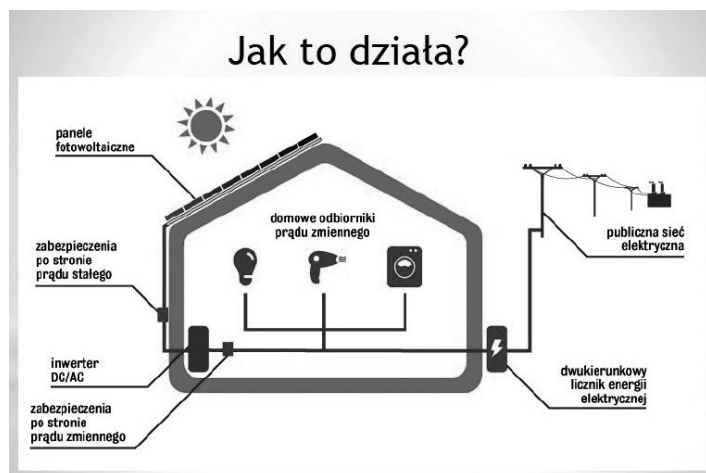 Jak to działa?
panele
fotowoltaiczne
domowe odbiorniki
prądu zmiennego
publiczna sieć
elektryczna
zabezpieczenia
po stronie
prądu stałego
inwerter
DC/AC
dwukierunkowy
licznik energii
elektrycznej
zabezpieczenia
po stronie
prądu zmiennego